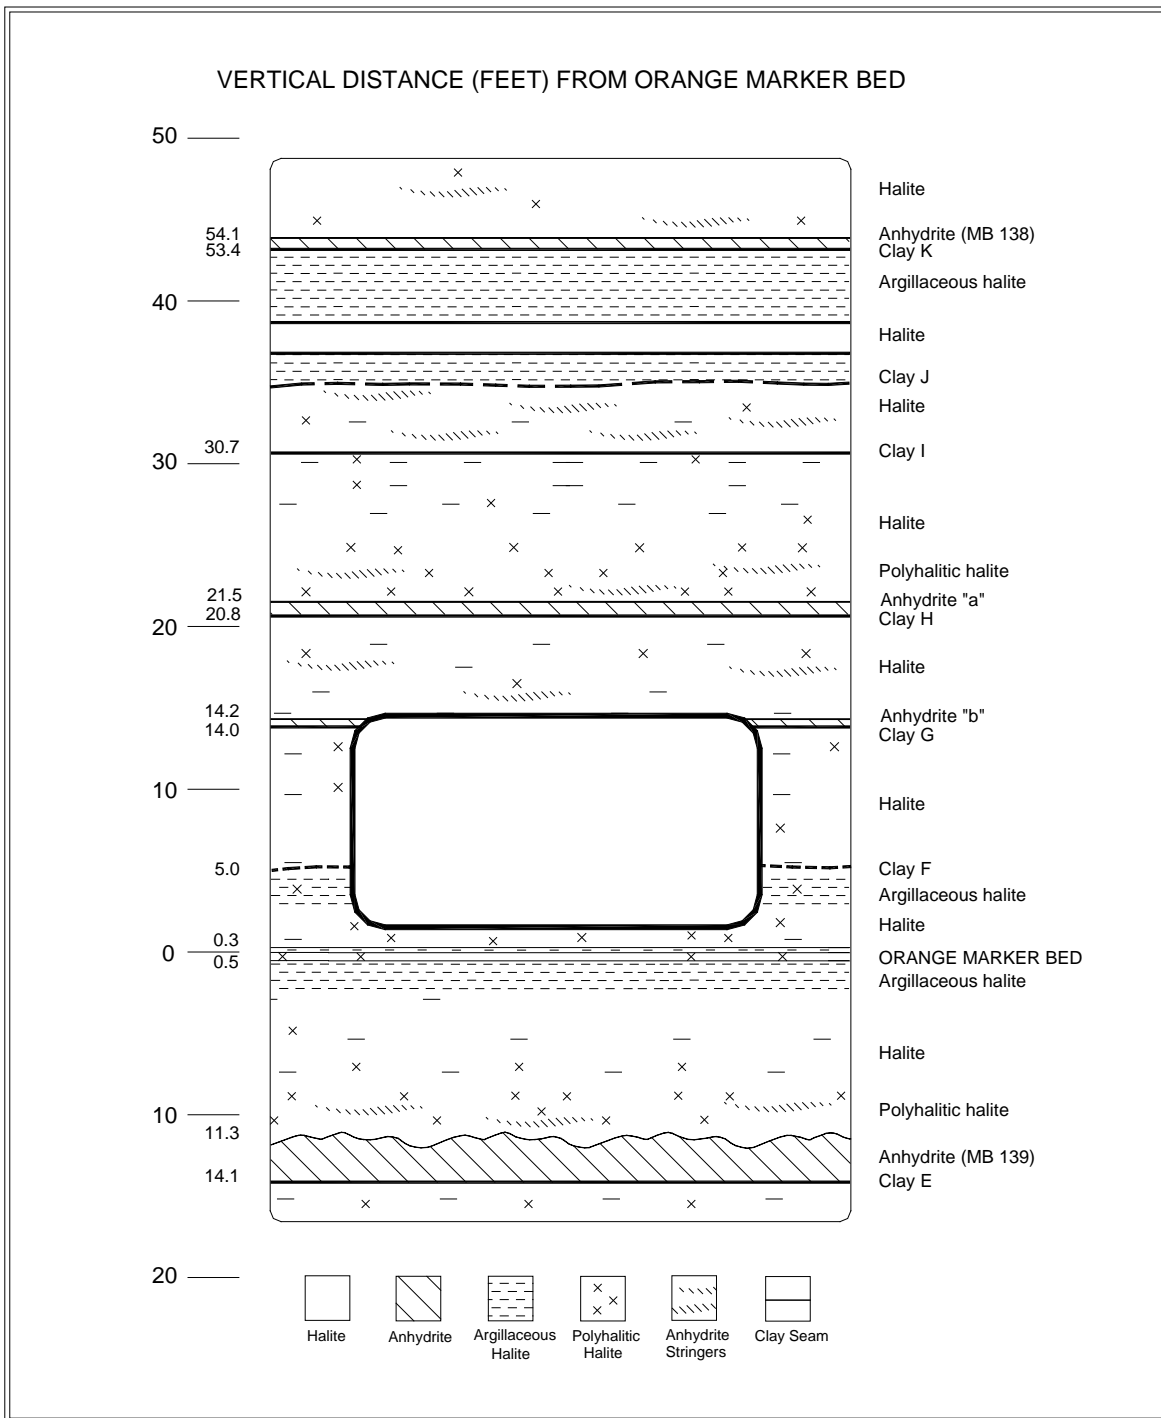 VERTICAL DISTANCE (FEET) FROM ORANGE MARKER BED
50
Halite
54.1 Anhydrite (MB 138)
53.4 Clay K
Argillaceous halite
40
Halite
Clay J
Halite
30.7 Clay I
30
Halite
Polyhalitic halite
21.5 Anhydrite "a"
20.8 Clay H
20
Halite
14.2 Anhydrite "b"
14.0 Clay G
10
Halite
5.0 Clay F
Argillaceous halite
Halite
0.3
0 ORANGE MARKER BED
0.5
Argillaceous halite
Halite
10 Polyhalitic halite
11.3
Anhydrite (MB 139)
14.1 Clay E
20
Halite
Anhydrite
Argillaceous
Halite
Polyhalitic
Halite
Anhydrite
Stringers
Clay Seam